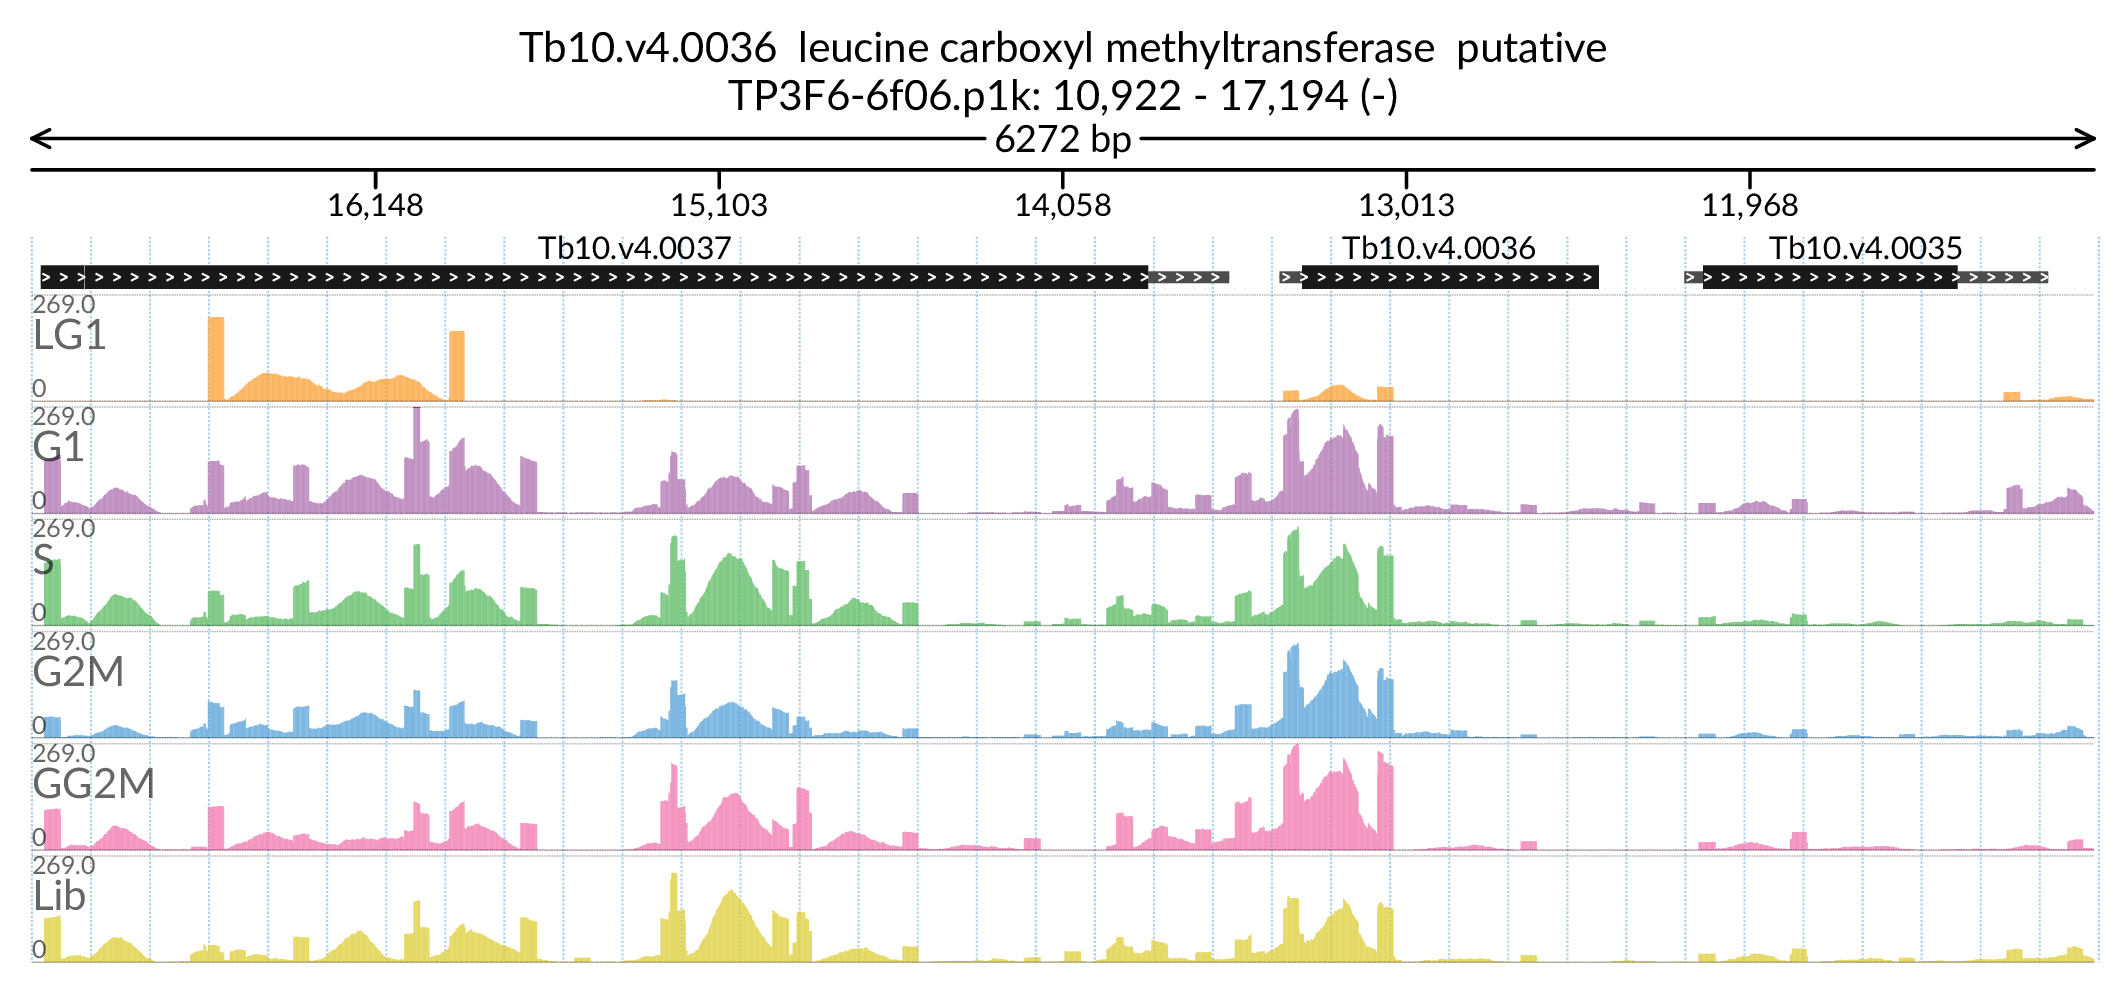 Tb10.v4.0036 leucine carboxyl methyltransferase putative
TP3F6-6f06.p1k: 10,922 - 17,194 (-)
6272 bp
16,148 15,103 14,058 13,013 11,968
Tb10.v4.0037 Tb10.v4.0036 Tb10.v4.0035
269.0
LG1
0
269.0
G1
0
269.0
S
0
269.0
G2M
0
269.0
GG2M
0
269.0
Lib
0